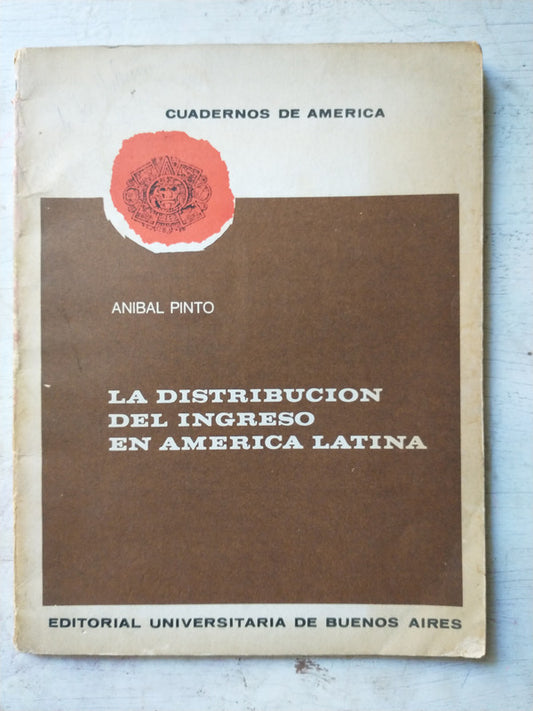 CUADERNOS DE AMERICA
ANIBAL PINTO
LA DISTRIBUCION
DEL INGRESO
EN AMERICA LATINA
EDITORIAL UNIVERSITARIA DE BUENOS AIRES